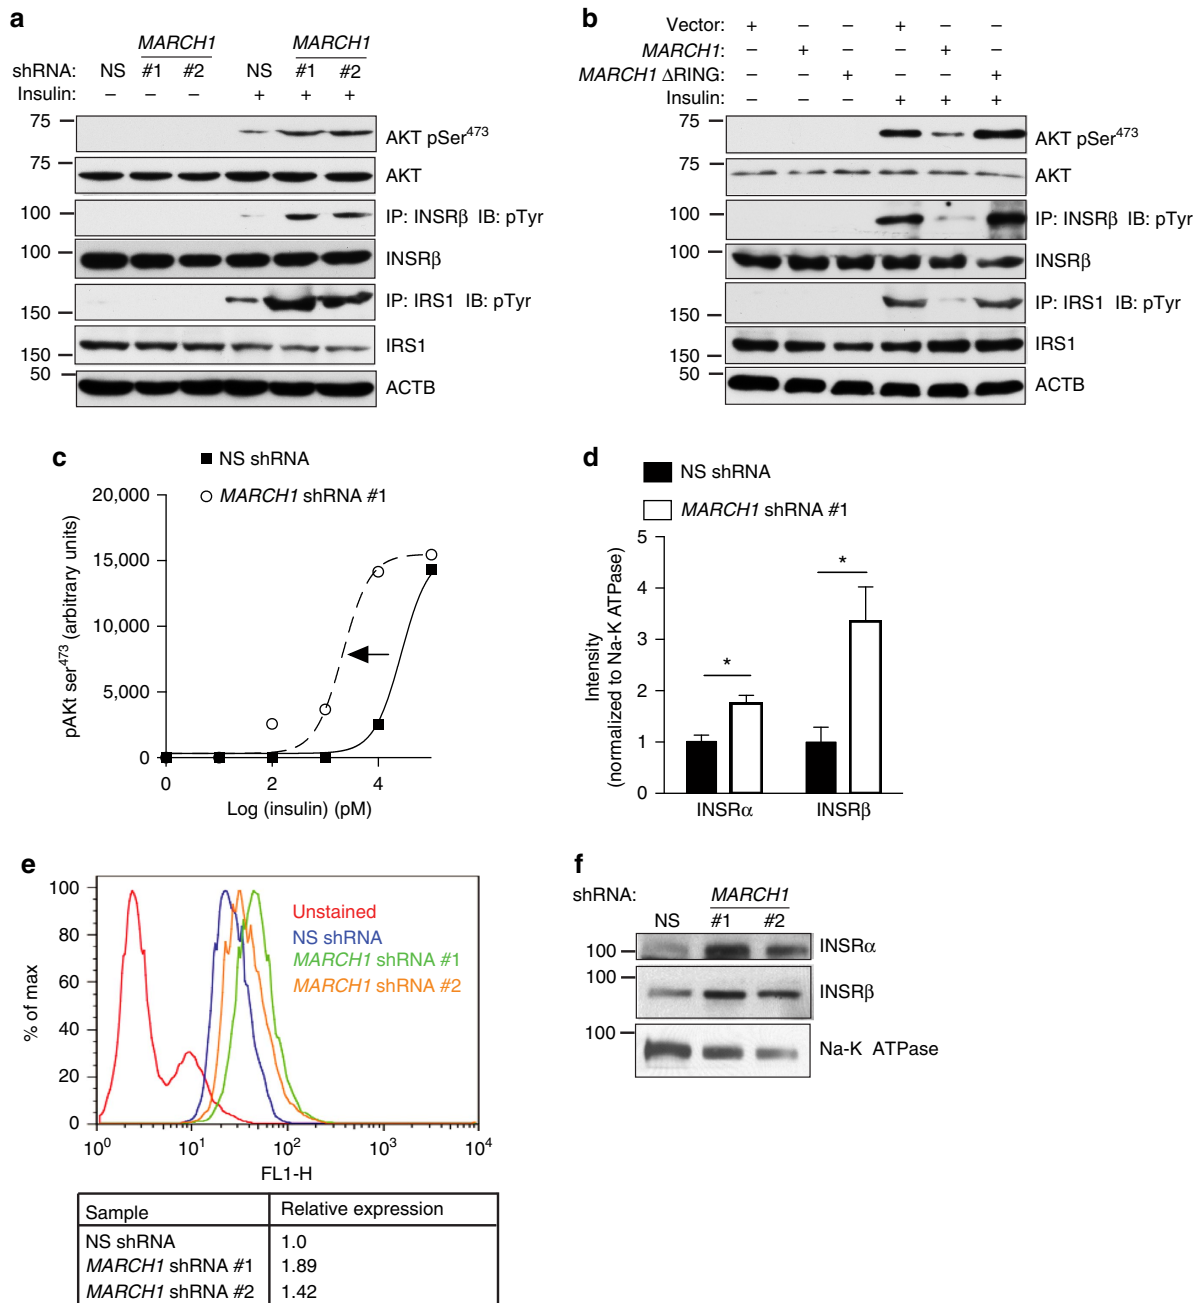 a
MARCH1 MARCH1
shRNA: NS #1 #2 NS #1 #2
Insulin: – – – + + +
75 AKT pSer473
75 AKT
100 IP: INSRβ IB: pTyr
100 INSRβ
150 IP: IRS1 IB: pTyr
150 IRS1
50 ACTB
b
Vector: + – – + – –
MARCH1: – + – – + –
MARCH1 ΔRING: – – + – – +
Insulin: – – – + + +
75 AKT pSer473
75 AKT
100 IP: INSRβ IB: pTyr
100 INSRβ
150 IP: IRS1 IB: pTyr
150 IRS1
50 ACTB
c
NS shRNA
MARCH1 shRNA #1
pAKt ser473 (arbitrary units)
20,000
15,000
10,000
5,000
0
0 2 4
Log (insulin) (pM)
d
NS shRNA
MARCH1 shRNA #1
Intensity
(normalized to Na-K ATPase)
5
4
3
2
1
0
* *
INSRα INSRβ
e
% of max
100
80
60
40
20
0
Unstained
NS shRNA
MARCH1 shRNA #1
MARCH1 shRNA #2
10^0 10^1 10^2 10^3 10^4
FL1-H
Sample Relative expression
NS shRNA 1.0
MARCH1 shRNA #1 1.89
MARCH1 shRNA #2 1.42
f
shRNA: MARCH1
NS #1 #2
100 INSRα
100 INSRβ
100 Na-K ATPase